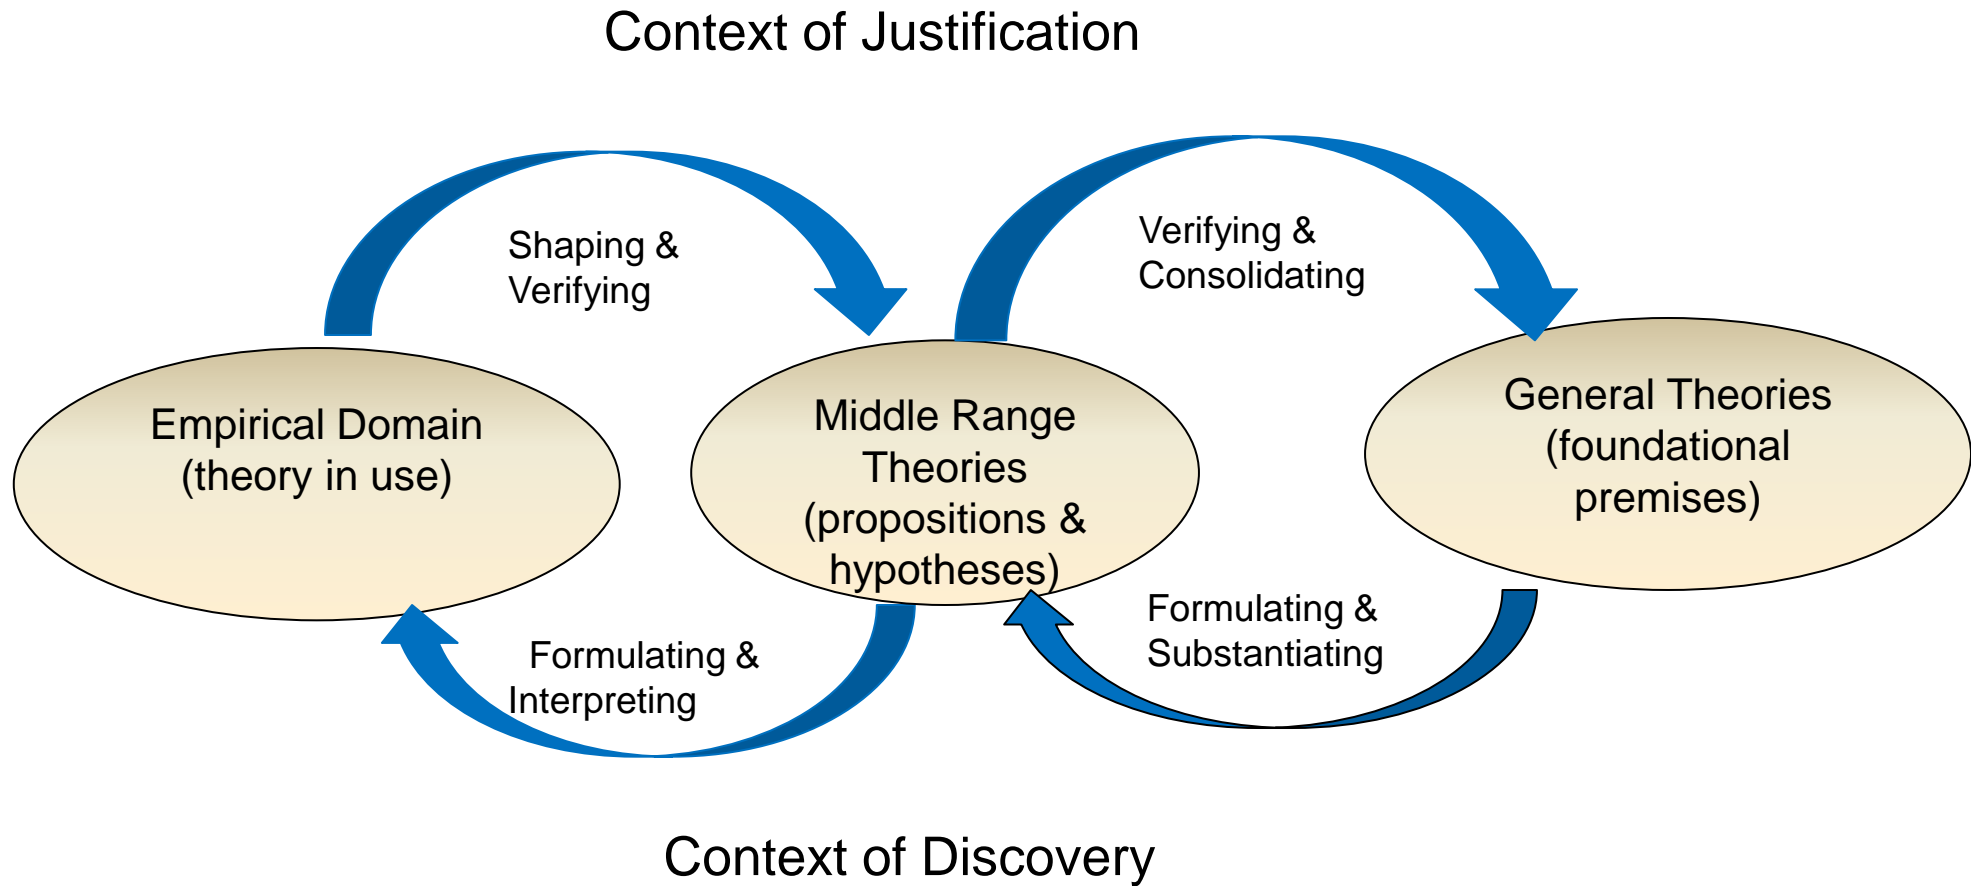 Context of Justification
Shaping &
Verifying
Verifying &
Consolidating
Empirical Domain
(theory in use)
Middle Range
Theories
(propositions &
hypotheses)
General Theories
(foundational
premises)
Formulating &
Interpreting
Formulating &
Substantiating
Context of Discovery